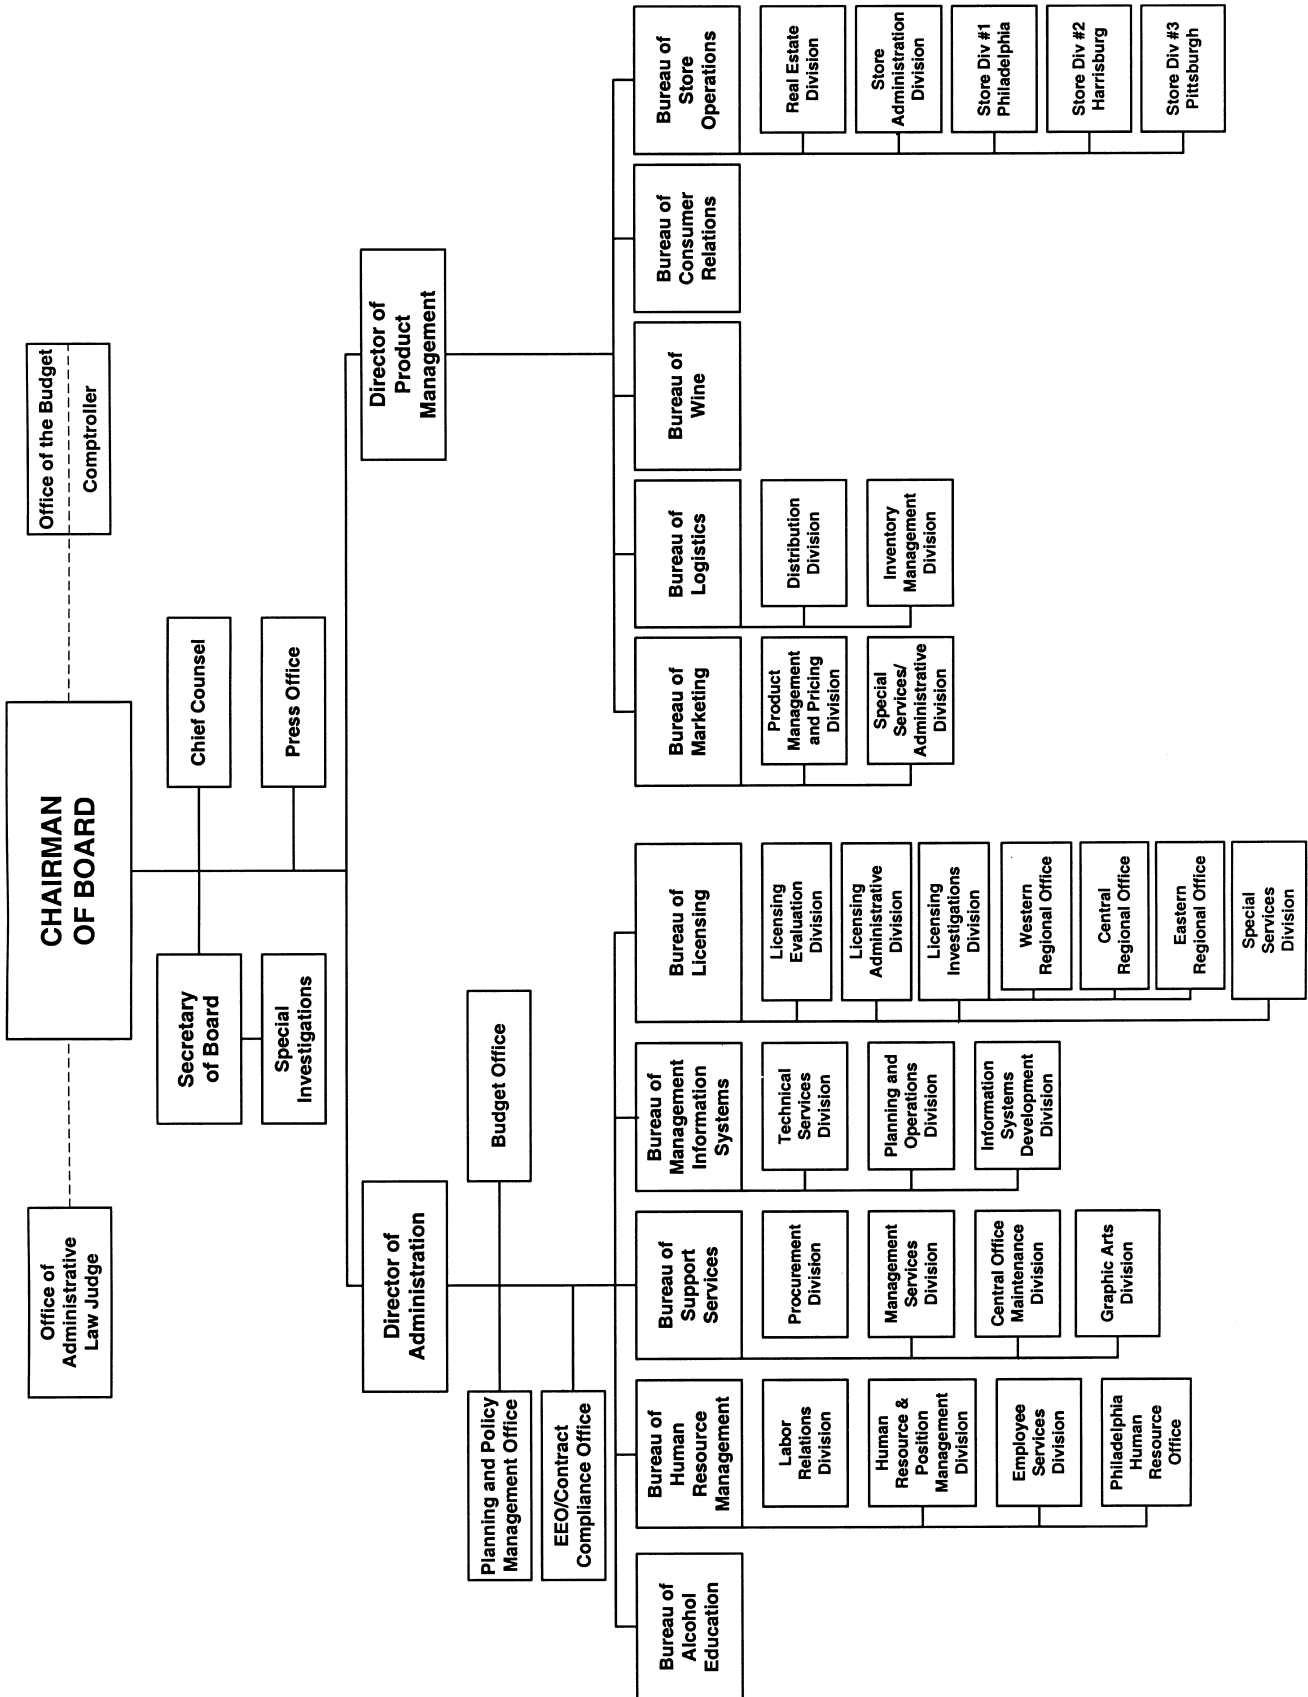 CHAIRMAN
OF BOARD
Office of
Administrative
Law Judge
Office of the Budget
Comptroller
Secretary
of Board
Chief Counsel
Special
Investigations
Press Office
Director of
Administration
Director of
Product
Management
Planning and Policy
Management Office
Budget Office
EEO/Contract
Compliance Office
Bureau of
Alcohol
Education
Bureau of
Human
Resource
Management
Labor
Relations
Division
Human
Resource &
Position
Management
Division
Employee
Services
Division
Philadelphia
Human
Resource
Office
Bureau of
Support
Services
Procurement
Division
Management
Services
Division
Central Office
Maintenance
Division
Graphic Arts
Division
Bureau of
Management
Information
Systems
Technical
Services
Division
Planning and
Operations
Division
Information
Systems
Development
Division
Bureau of
Licensing
Licensing
Evaluation
Division
Licensing
Administrative
Division
Licensing
Investigations
Division
Western
Regional Office
Central
Regional Office
Eastern
Regional Office
Special
Services
Division
Bureau of
Marketing
Product
Management
and Pricing
Division
Special
Services/
Administrative
Division
Bureau of
Logistics
Distribution
Division
Inventory
Management
Division
Bureau of
Wine
Bureau of
Consumer
Relations
Bureau of
Store
Operations
Real Estate
Division
Store
Administration
Division
Store Div #1
Philadelphia
Store Div #2
Harrisburg
Store Div #3
Pittsburgh